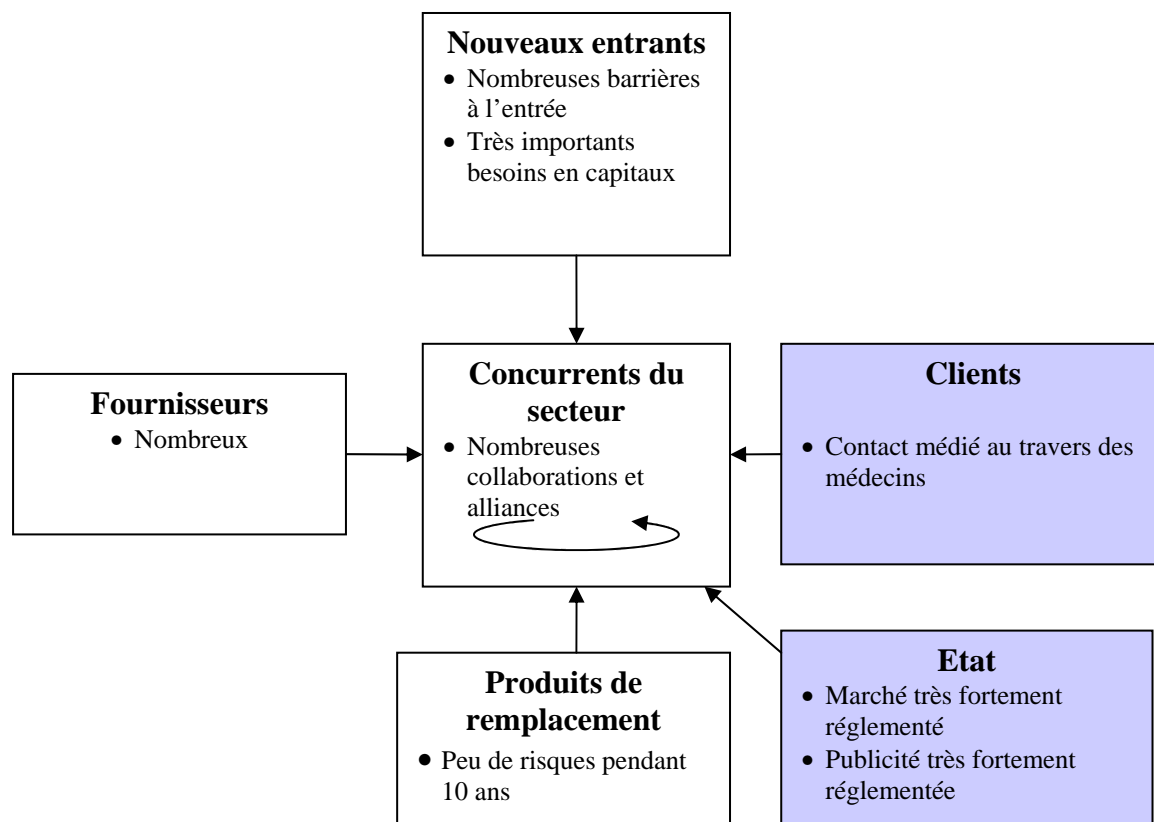 Nouveaux entrants
• Nombreuses barrières
à l’entrée
• Très importants
besoins en capitaux
Fournisseurs
• Nombreux
Concurrents du
secteur
• Nombreuses
collaborations et
alliances
Clients
• Contact médié au travers des
médecins
Produits de
remplacement
• Peu de risques pendant
10 ans
Etat
• Marché très fortement
réglementé
• Publicité très fortement
réglementée